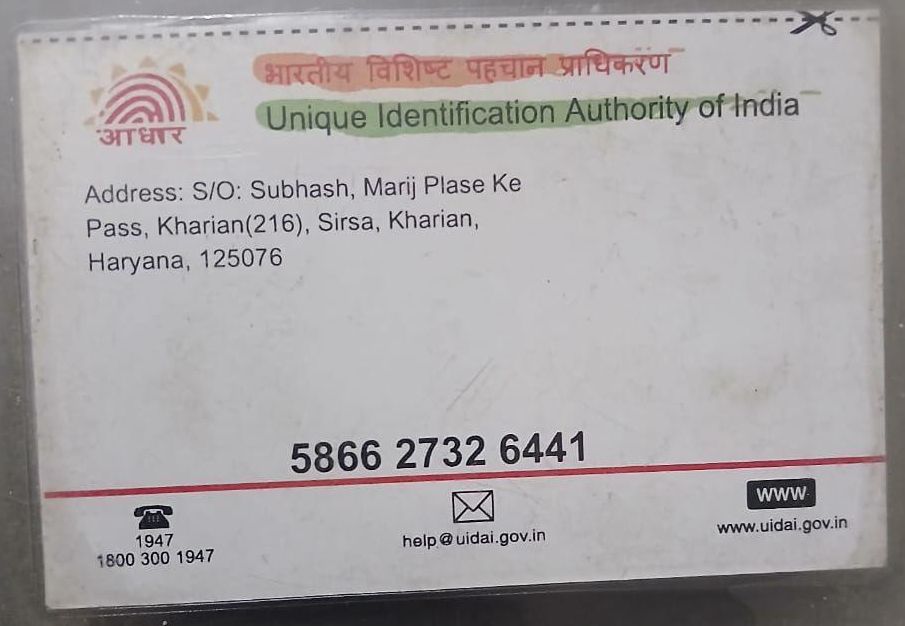 भारतीय विशिष्ट पहचान प्राधिकरण
आधार
Unique Identification Authority of India
Address: S/O: Subhash, Marij Plase Ke
Pass, Kharian(216), Sirsa, Kharian,
Haryana, 125076
5866 2732 6441
1947
1800 300 1947
help@uidai.gov.in
www
www.uidai.gov.in